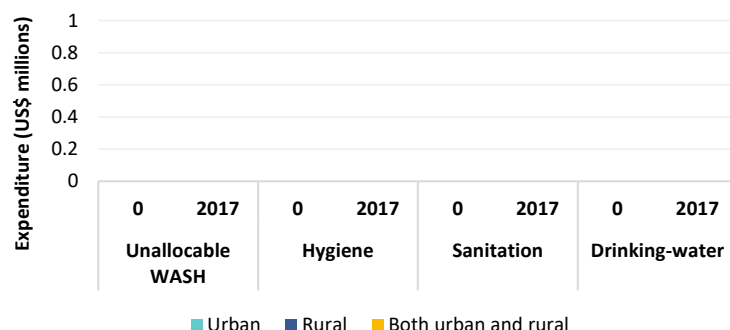 Expenditure (US$ millions)
1
0.8
0.6
0.4
0.2
0
0 2017 0 2017 0 2017 0 2017
Unallocable WASH
Hygiene
Sanitation
Drinking-water
Urban Rural Both urban and rural